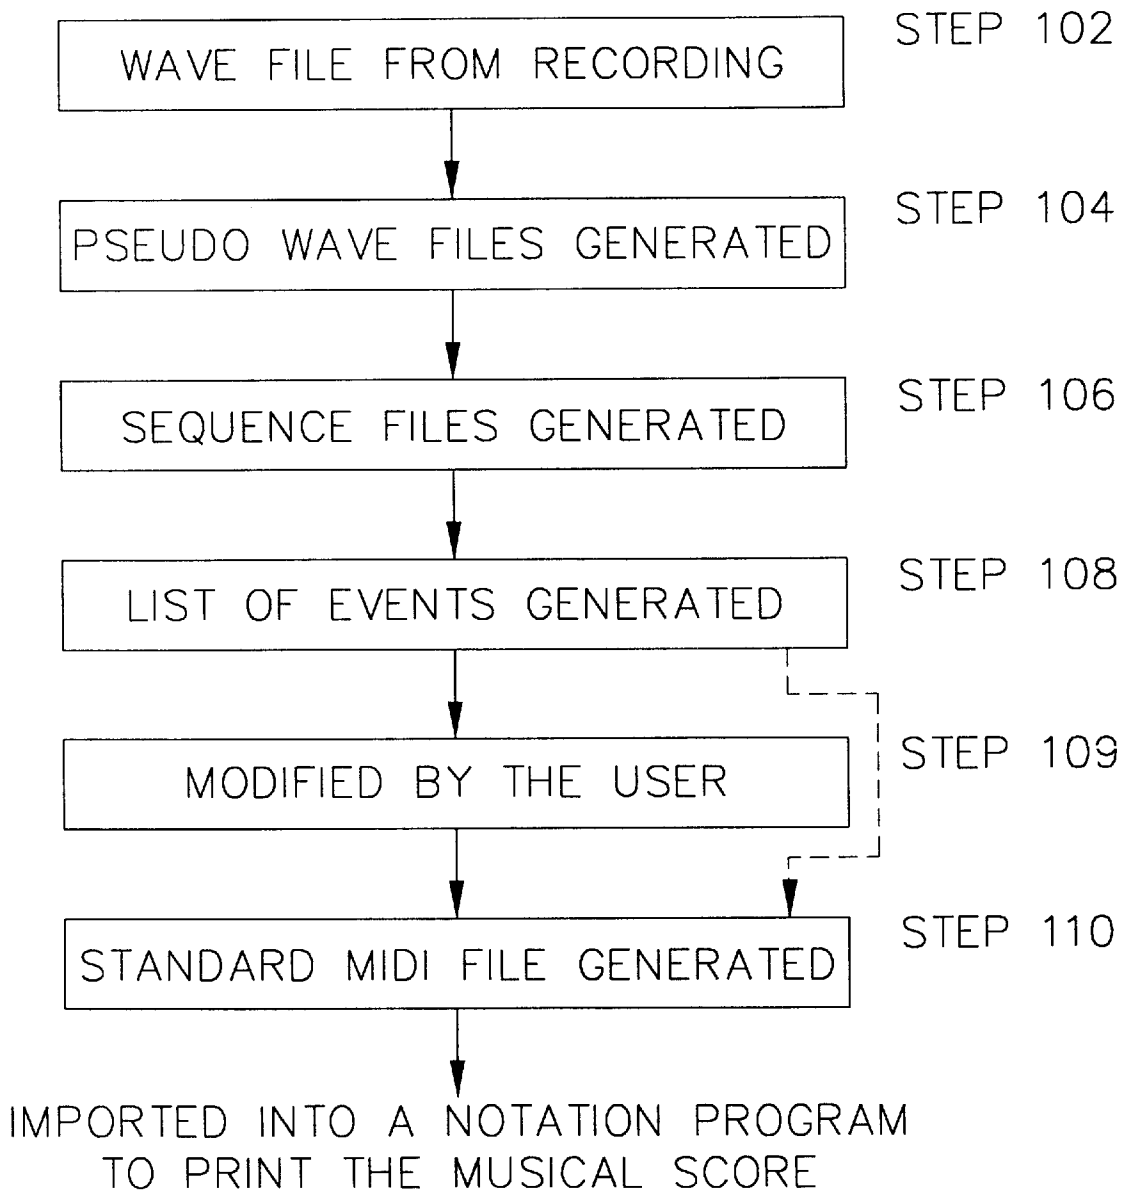 WAVE FILE FROM RECORDING
STEP 102
PSEUDO WAVE FILES GENERATED
STEP 104
SEQUENCE FILES GENERATED
STEP 106
LIST OF EVENTS GENERATED
STEP 108
MODIFIED BY THE USER
STEP 109
STANDARD MIDI FILE GENERATED
STEP 110
IMPORTED INTO A NOTATION PROGRAM
TO PRINT THE MUSICAL SCORE